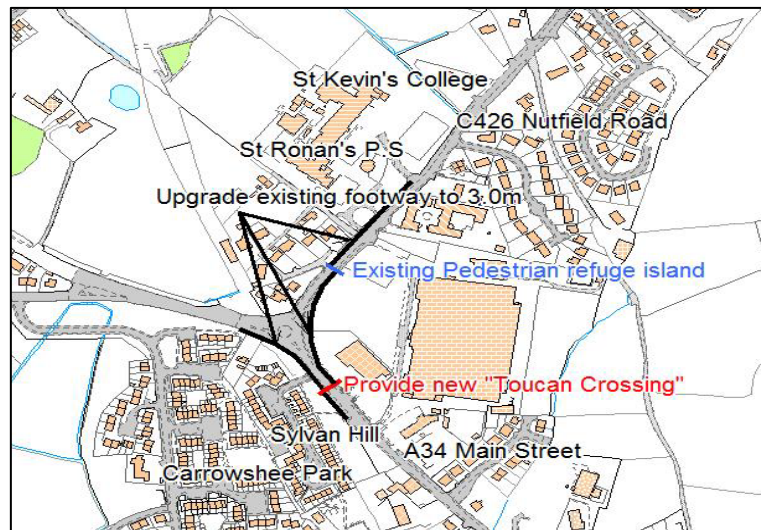 St Kevin's College
C426 Nutfield Road
St Ronan's P.S
Upgrade existing footway to 3.0m
Existing Pedestrian refuge island
Provide new "Toucan Crossing"
Sylvan Hill
A34 Main Street
Carrowshee Park